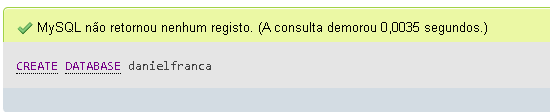 MySQL não retornou nenhum registo. (A consulta demorou 0,0035 segundos.)
CREATE DATABASE danielfranca